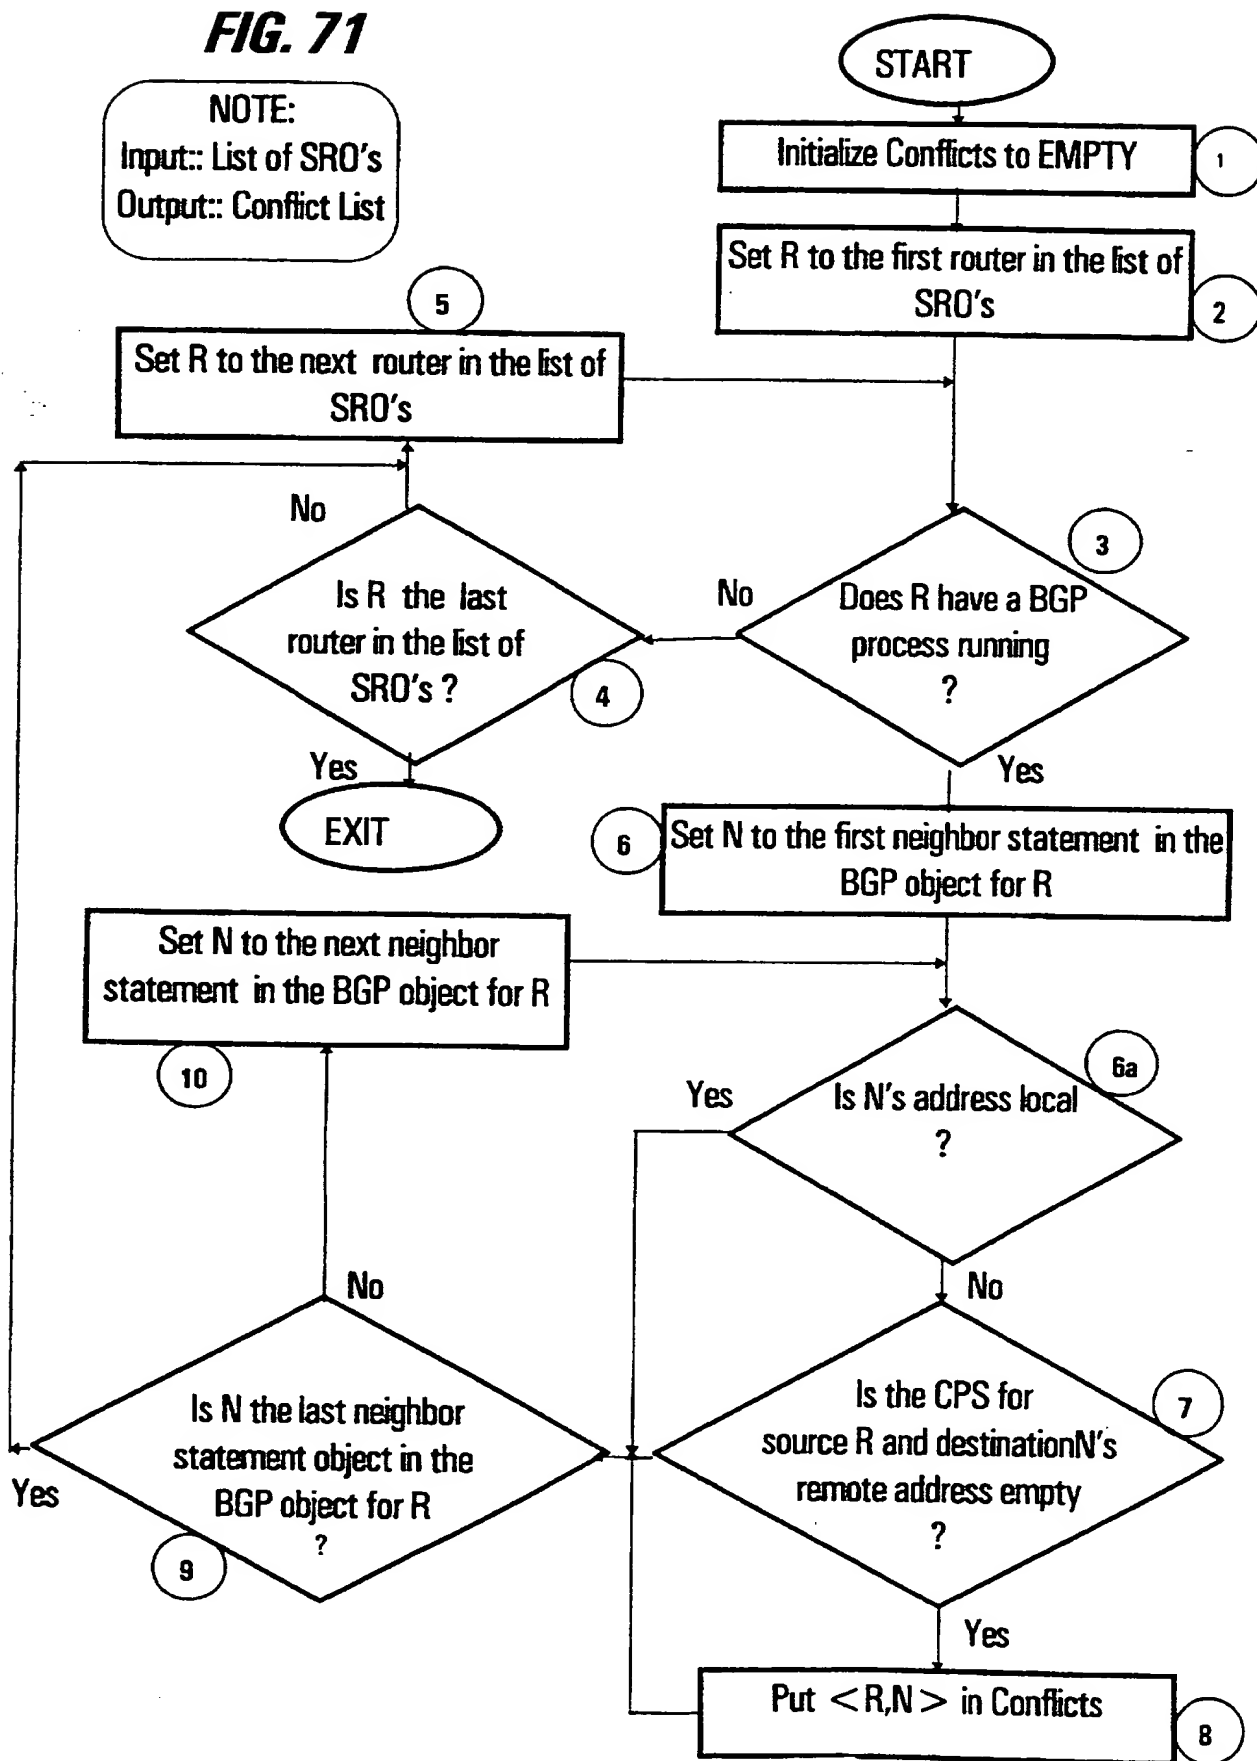 FIG. 71
NOTE:
Input:: List of SRO's
Output:: Conflict List
START
Initialize Conflicts to EMPTY
1
Set R to the first router in the list of
SRO's
2
5
Set R to the next router in the list of
SRO's
No
Is R the last
router in the list of
SRO's ?
4
Yes
EXIT
3
No
Does R have a BGP
process running
?
Yes
6
Set N to the first neighbor statement in the
BGP object for R
Set N to the next neighbor
statement in the BGP object for R
10
6a
Yes
Is N's address local
?
No
No
Is N the last neighbor
statement object in the
BGP object for R
?
Yes
9
7
Is the CPS for
source R and destinationN's
remote address empty
?
Yes
Put <R,N> in Conflicts
8